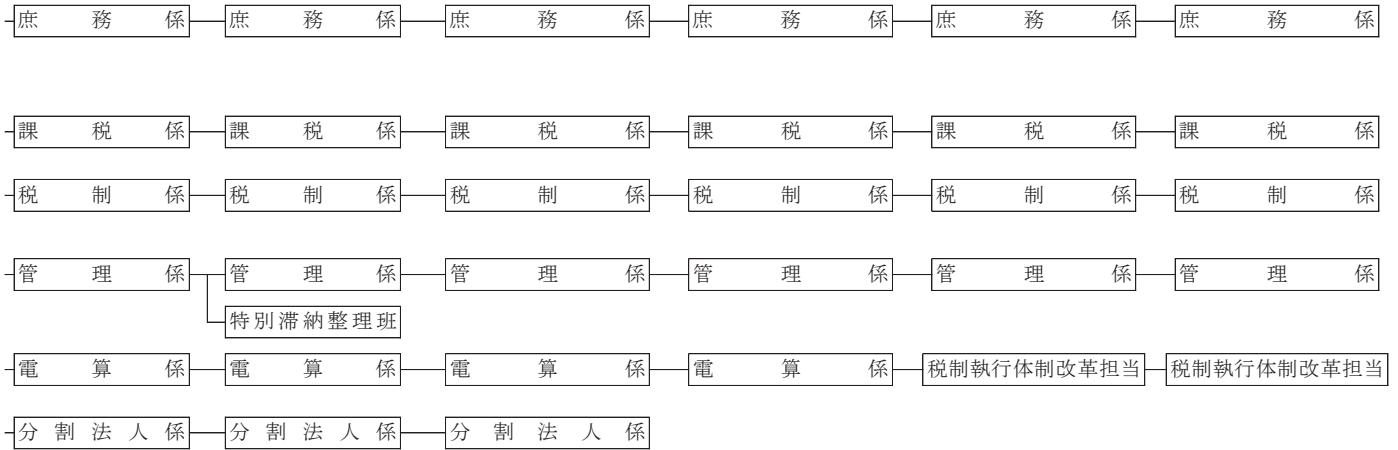 庶務係 庶務係 庶務係 庶務係 庶務係 庶務係
課税係 課税係 課税係 課税係 課税係 課税係
税制係 税制係 税制係 税制係 税制係 税制係
管理係 管理係 管理係 管理係 管理係 管理係
特別滞納整理班
電算係 電算係 電算係 電算係 税制執行体制改革担当 税制執行体制改革担当
分割法人係 分割法人係 分割法人係